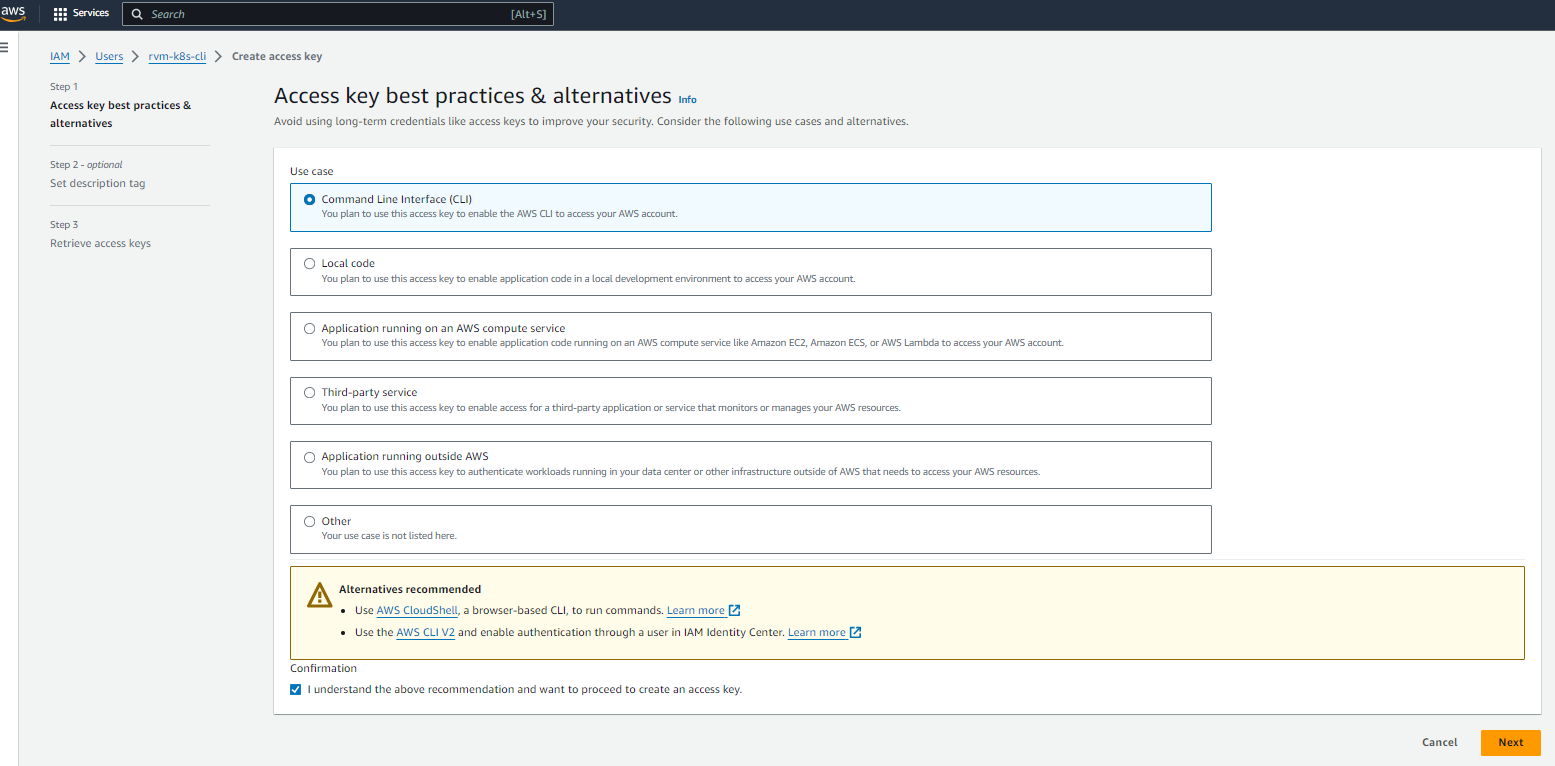 aws
Services
Search
[Alt+S]
IAM > Users > rvm-k8s-cli > Create access key
Step 1
Access key best practices &
alternatives
Step 2 - optional
Set description tag
Step 3
Retrieve access keys
Access key best practices & alternatives Info
Avoid using long-term credentials like access keys to improve your security. Consider the following use cases and alternatives.
Use case
Command Line Interface (CLI)
You plan to use this access key to enable the AWS CLI to access your AWS account.
Local code
You plan to use this access key to enable application code in a local development environment to access your AWS account.
Application running on an AWS compute service
You plan to use this access key to enable application code running on an AWS compute service like Amazon EC2, Amazon ECS, or AWS Lambda to access your AWS account.
Third-party service
You plan to use this access key to enable access for a third-party application or service that monitors or manages your AWS resources.
Application running outside AWS
You plan to use this access key to authenticate workloads running in your data center or other infrastructure outside of AWS that needs to access your AWS resources.
Other
Your use case is not listed here.
Alternatives recommended
• Use AWS CloudShell, a browser-based CLI, to run commands. Learn more
• Use the AWS CLI V2 and enable authentication through a user in IAM Identity Center. Learn more
Confirmation
I understand the above recommendation and want to proceed to create an access key.
Cancel
Next